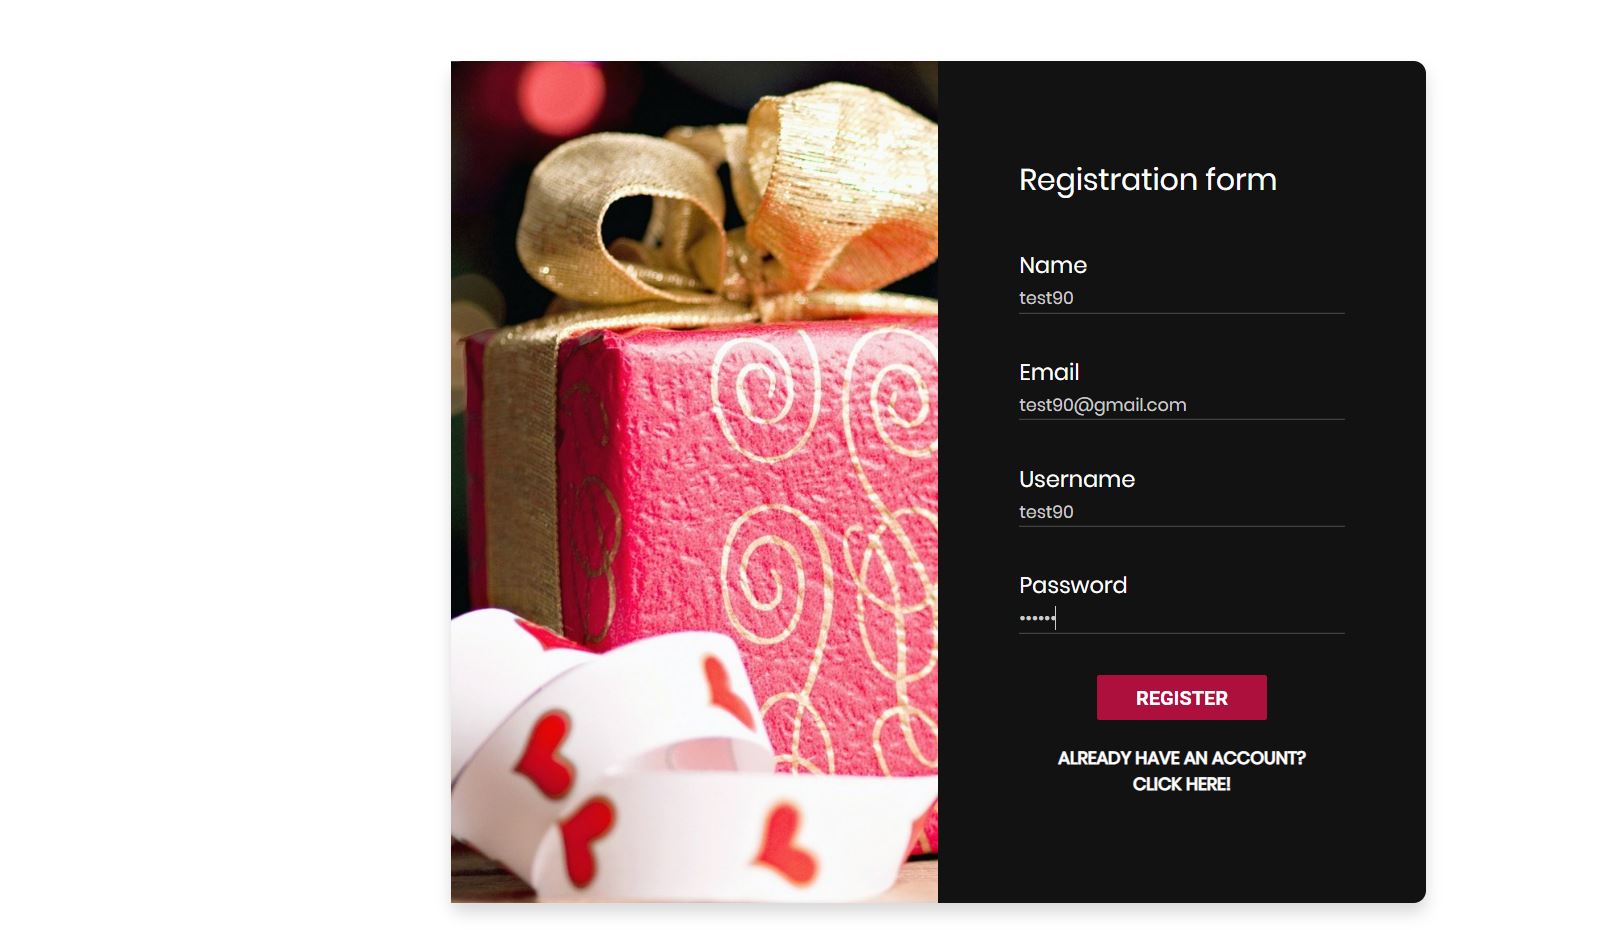 Registration form
Name
test90
Email
test90@gmail.com
Username
test90
Password
••••••
REGISTER
ALREADY HAVE AN ACCOUNT?
CLICK HERE!